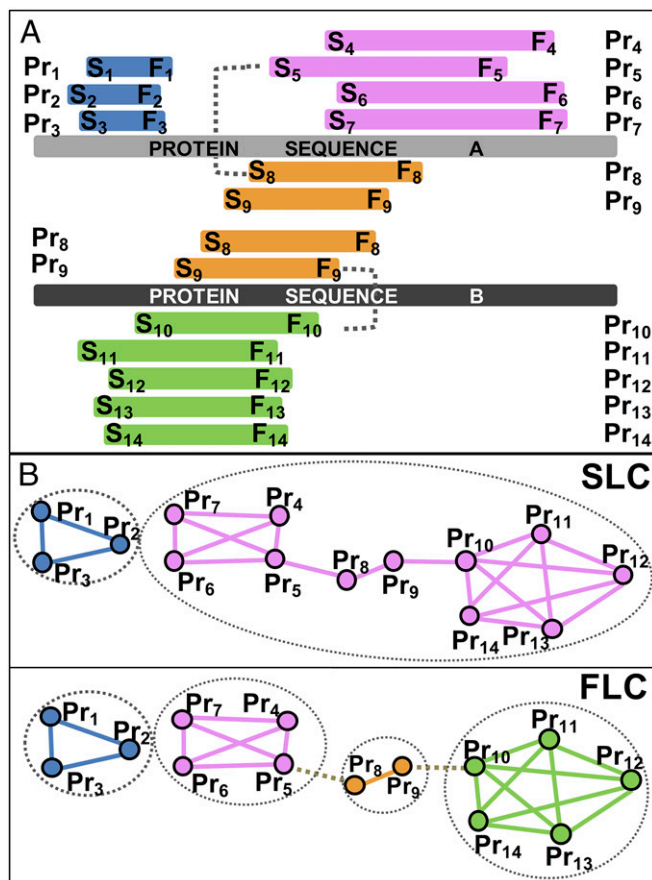 A
S₄ F₄ Pr₄
Pr₁ S₁ F₁ S₅ F₅ Pr₅
Pr₂ S₂ F₂ S₆ F₆ Pr₆
Pr₃ S₃ F₃ S₇ F₇ Pr₇
PROTEIN SEQUENCE A
S₈ F₈ Pr₈
S₉ F₉ Pr₉
Pr₈ S₈ F₈
Pr₉ S₉ F₉
PROTEIN SEQUENCE B
S₁₀ F₁₀ Pr₁₀
S₁₁ F₁₁ Pr₁₁
S₁₂ F₁₂ Pr₁₂
S₁₃ F₁₃ Pr₁₃
S₁₄ F₁₄ Pr₁₄
B SLC
Pr₇ Pr₄ Pr₁₁
Pr₁ Pr₂ Pr₁₀ Pr₁₂
Pr₃ Pr₆ Pr₅ Pr₈ Pr₉
Pr₁₄ Pr₁₃
FLC
Pr₇ Pr₄ Pr₁₁
Pr₁ Pr₂ Pr₁₀ Pr₁₂
Pr₃ Pr₆ Pr₅ Pr₈ Pr₉
Pr₁₄ Pr₁₃